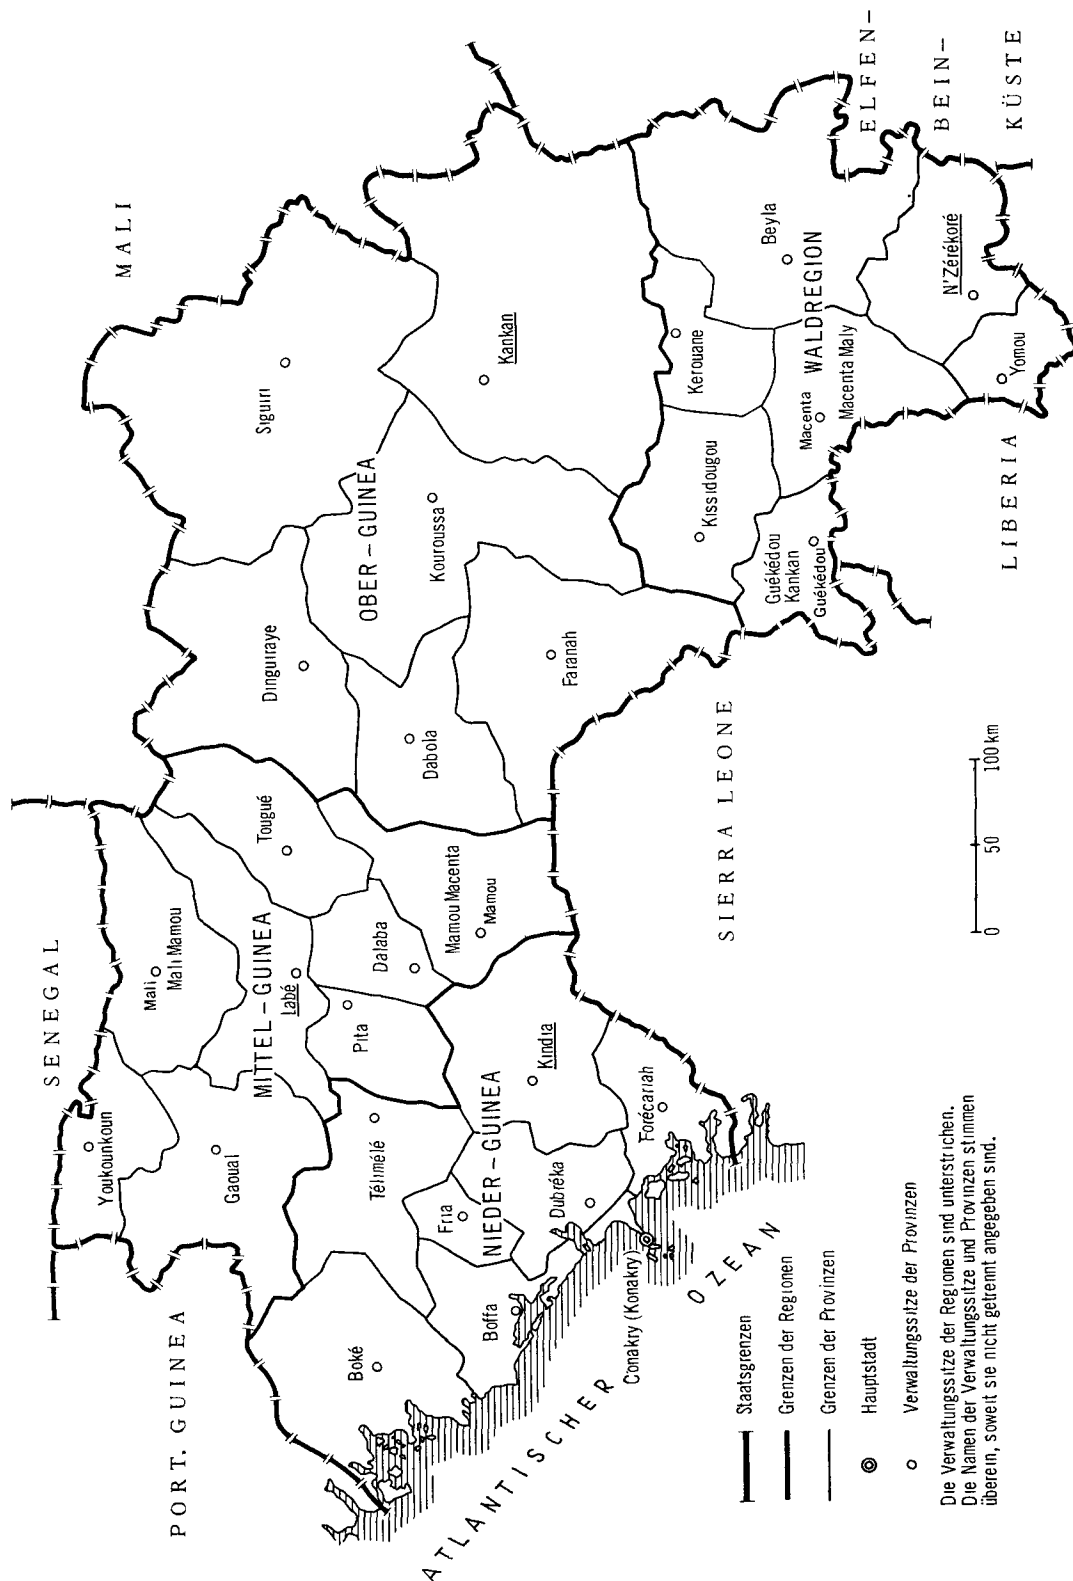 SENEGAL
MALI
PORT. GUINEA
Youkounkoun
Gaoual
Mali
Mali Mamou
MITTEL-GUINEA
Labé
Tougué
Pita
Dalaba
Mamou Macenta
Mamou
Boké
Télimélé
Fria
NIEDER-GUINEA
Boffa
Dubréka
Kindia
Forécariah
Conakry (Konakry)
ATLANTISCHER OZEAN
Dinguiraye
Siguiri
OBER-GUINEA
Dabola
Kouroussa
Kankan
Faranah
Kissidougou
Kerouane
Beyla
WALDREGION
Guékédou
Kankan
Guékédou
Macenta
Macenta Maly
N'Zérékoré
Yomou
SIERRA LEONE
LIBERIA
ELFEN-
BEIN-
KÜSTE
0 50 100 km
Staatsgrenzen
Grenzen der Regionen
Grenzen der Provinzen
Hauptstadt
Verwaltungssitze der Provinzen
Die Verwaltungssitze der Regionen sind unterstrichen.
Die Namen der Verwaltungssitze und Provinzen stimmen
überein, soweit sie nicht getrennt angegeben sind.